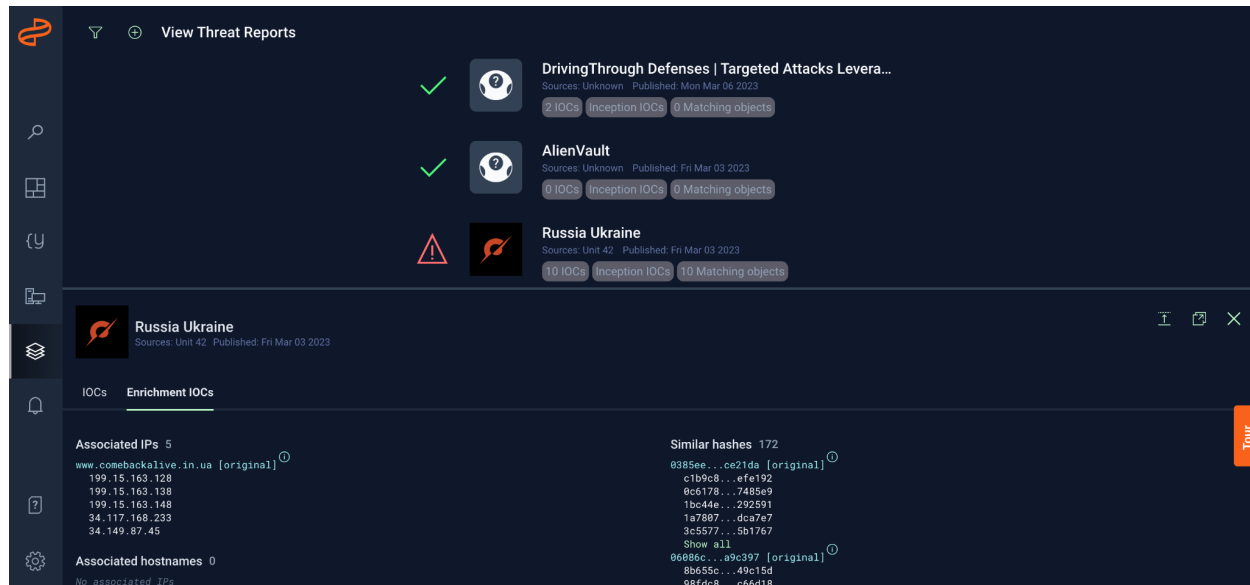 View Threat Reports
DrivingThrough Defenses | Targeted Attacks Levera...
Sources: Unknown Published: Mon Mar 06 2023
2 IOCs Inception IOCs 0 Matching objects
AlienVault
Sources: Unknown Published: Fri Mar 03 2023
0 IOCs Inception IOCs 0 Matching objects
Russia Ukraine
Sources: Unit 42 Published: Fri Mar 03 2023
10 IOCs Inception IOCs 10 Matching objects
{y
Russia Ukraine
Sources: Unit 42 Published: Fri Mar 03 2023
IOCs Enrichment IOCs
Tour
Associated IPs 5
www.comebackalive.in.ua [original]
199.15.163.128
199.15.163.138
199.15.163.148
34.117.168.233
34.149.87.45
Associated hostnames 0
No associated IPs
Similar hashes 172
0385ee...ce21da [original]
c1b9c8...efe192
0c6178...7485e9
1bc44e...292591
1a7807...dca7e7
3c5577...5b1767
Show all
06086c...a9c397 [original]
8b655c...49c15d
98fdc8...c66d18